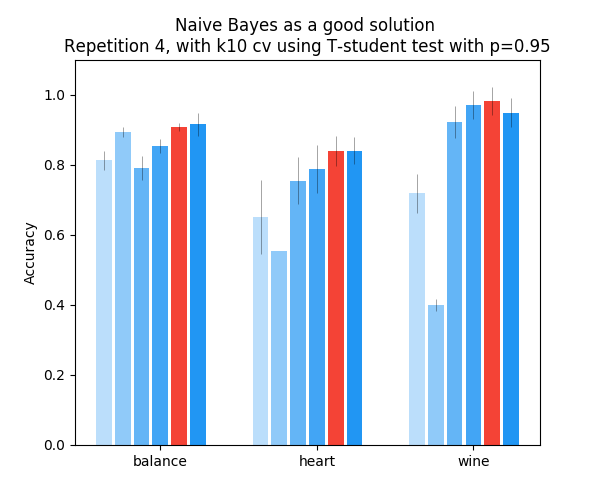 Naive Bayes as a good solution
Repetition 4, with k10 cv using T-student test with p=0.95
1.0
0.8
0.6
0.4
0.2
0.0
Accuracy
balance heart wine